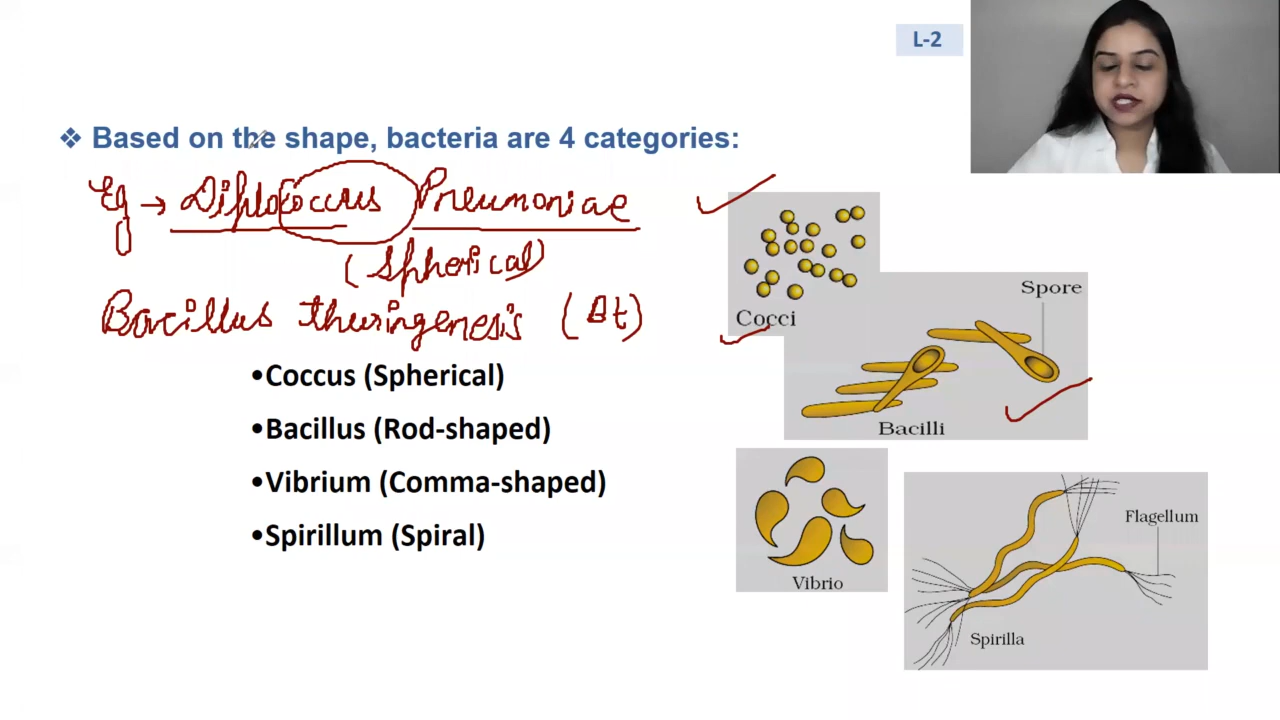 L-2
❖ Based on the shape, bacteria are 4 categories:
Eg → Diplococcus Pneumoniae
(Spherical)
Bacillus thuringenesis (Bt)
•Coccus (Spherical)
•Bacillus (Rod-shaped)
•Vibrium (Comma-shaped)
•Spirillum (Spiral)
Cocci
Spore
Bacilli
Vibrio
Flagellum
Spirilla